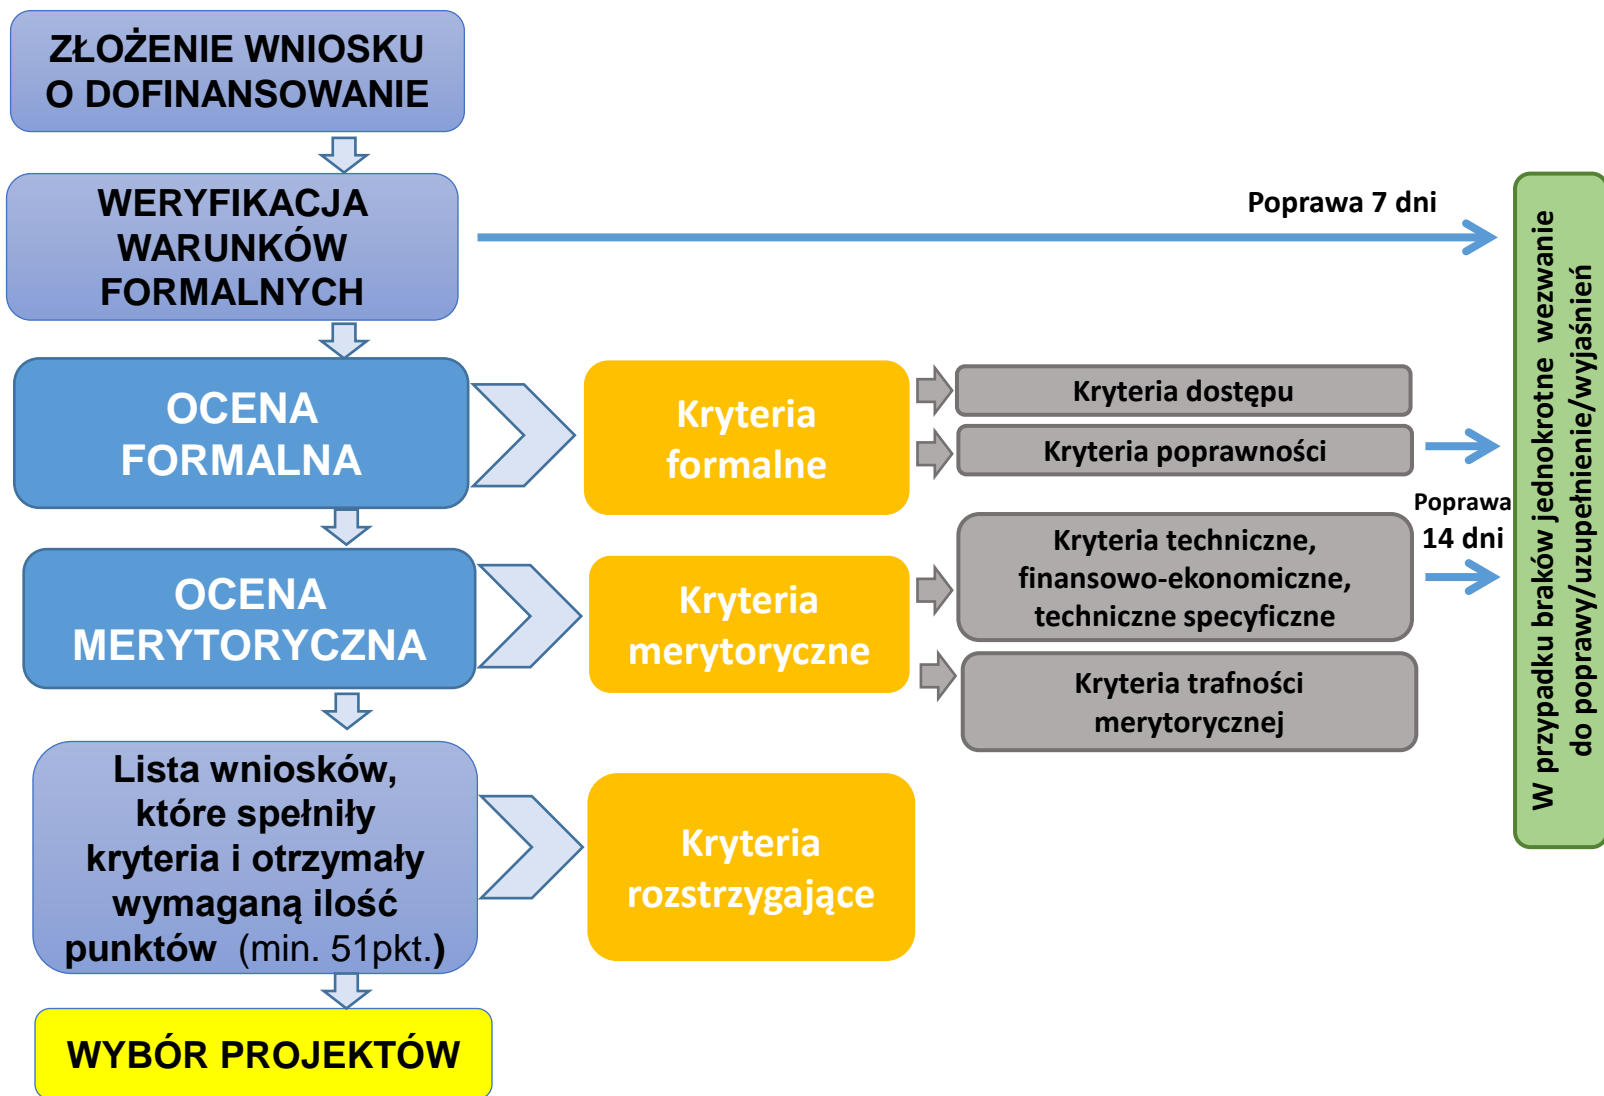 ZŁOŻENIE WNIOSKU
O DOFINANSOWANIE
WERYFIKACJA
WARUNKÓW
FORMALNYCH
Poprawa 7 dni
OCENA
FORMALNA
Kryteria
formalne
Kryteria dostępu
Kryteria poprawności
Poprawa
14 dni
OCENA
MERYTORYCZNA
Kryteria
merytoryczne
Kryteria techniczne,
finansowo-ekonomiczne,
techniczne specyficzne
Kryteria trafności
merytorycznej
Lista wniosków,
które spełniły
kryteria i otrzymały
wymaganą ilość
punktów (min. 51pkt.)
Kryteria
rozstrzygające
WYBÓR PROJEKTÓW
W przypadku braków jednokrotne wezwanie
do poprawy/uzupełnienie/wyjaśnień